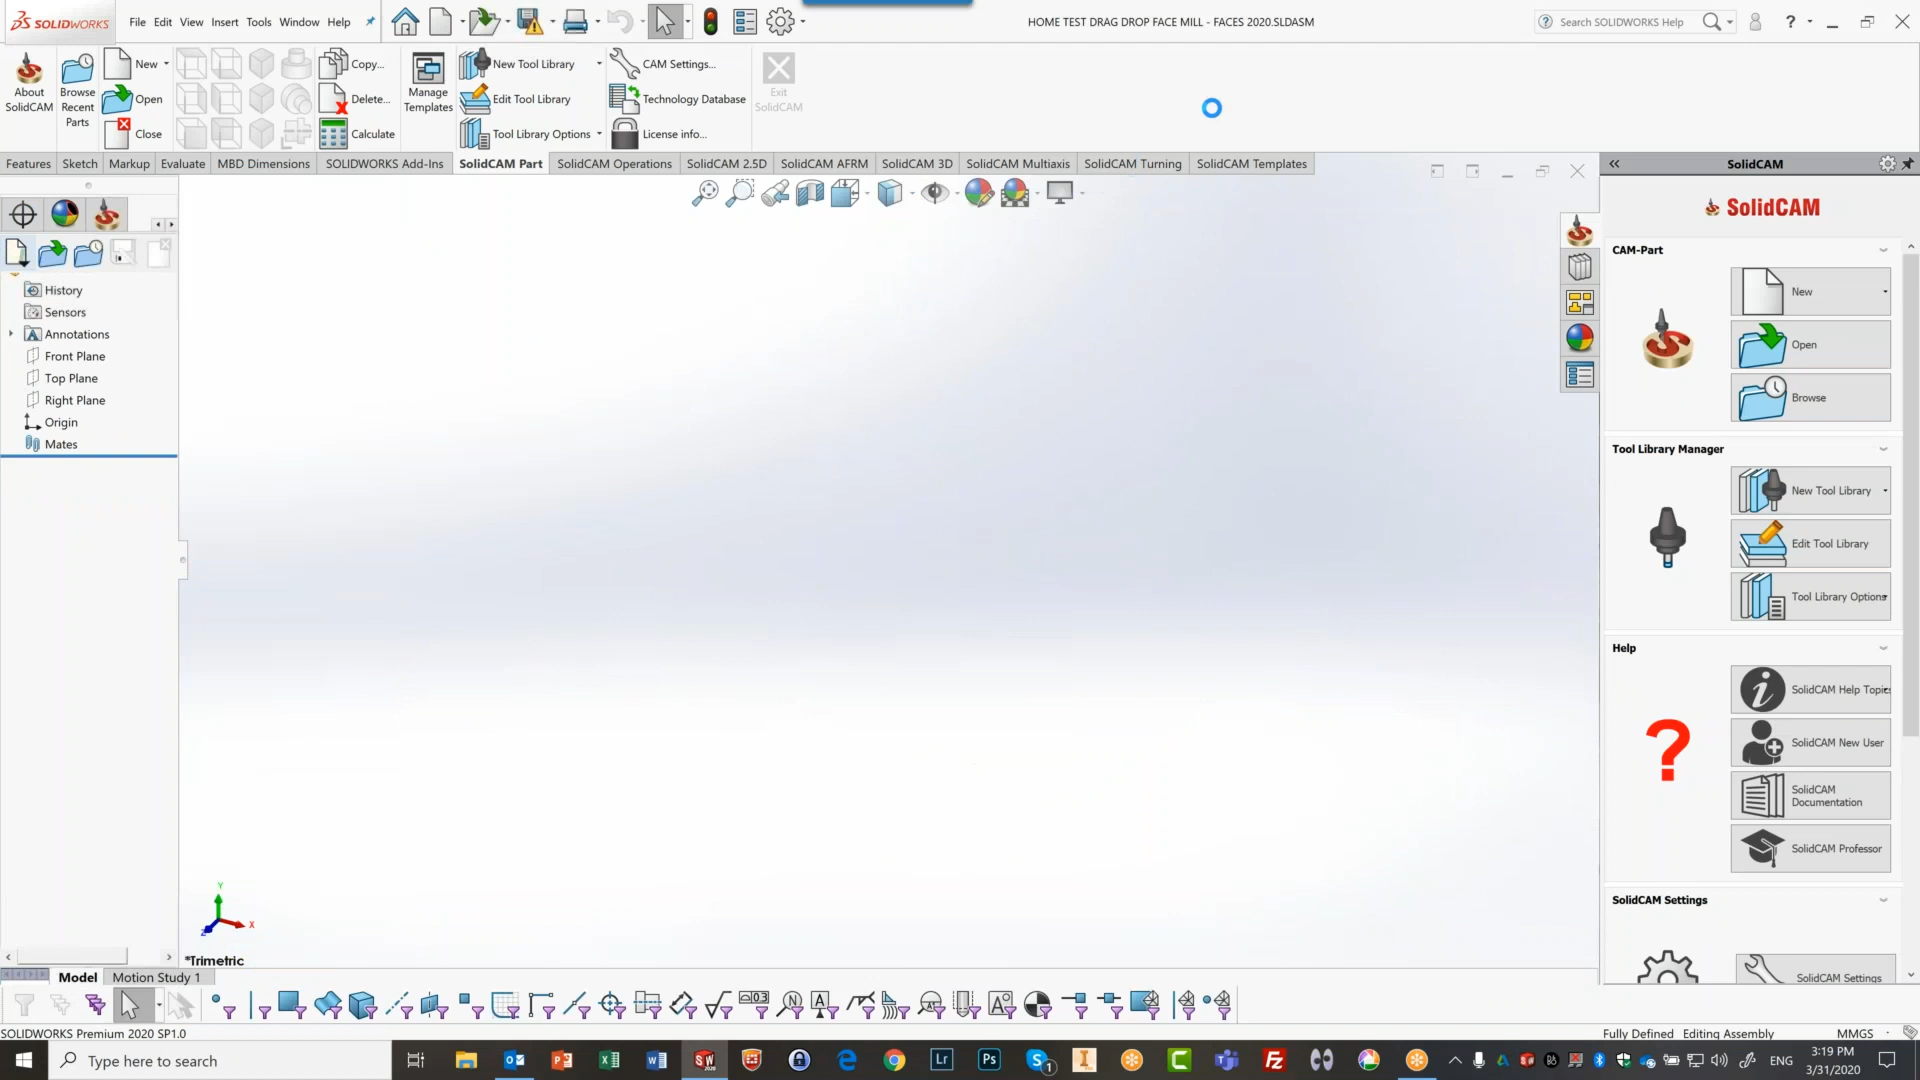 SOLIDWORKS
File Edit View Insert Tools Window Help
HOME TEST DRAG DROP FACE MILL - FACES 2020.SLDASM
Search SOLIDWORKS Help
?
About SolidCAM
Browse Recent Parts
New
Open
Close
Copy...
Delete...
Calculate
Manage Templates
New Tool Library
Edit Tool Library
Tool Library Options
CAM Settings...
Technology Database
License info...
Exit SolidCAM
Features Sketch Markup Evaluate MBD Dimensions SOLIDWORKS Add-Ins SolidCAM Part SolidCAM Operations SolidCAM 2.5D SolidCAM AFRM SolidCAM 3D SolidCAM Multiaxis SolidCAM Turning SolidCAM Templates
History
Sensors
Annotations
Front Plane
Top Plane
Right Plane
Origin
Mates
SolidCAM
SolidCAM
CAM-Part
New
Open
Browse
Tool Library Manager
New Tool Library
Edit Tool Library
Tool Library Options
Help
SolidCAM Help Topics
SolidCAM New User
SolidCAM
Documentation
SolidCAM Professor
SolidCAM Settings
SolidCAM Settings
Y
X
Z
*Trimetric
Model Motion Study 1
SOLIDWORKS Premium 2020 SP1.0
Fully Defined Editing Assembly MMGS
Type here to search
ENG
3:19 PM
3/31/2020